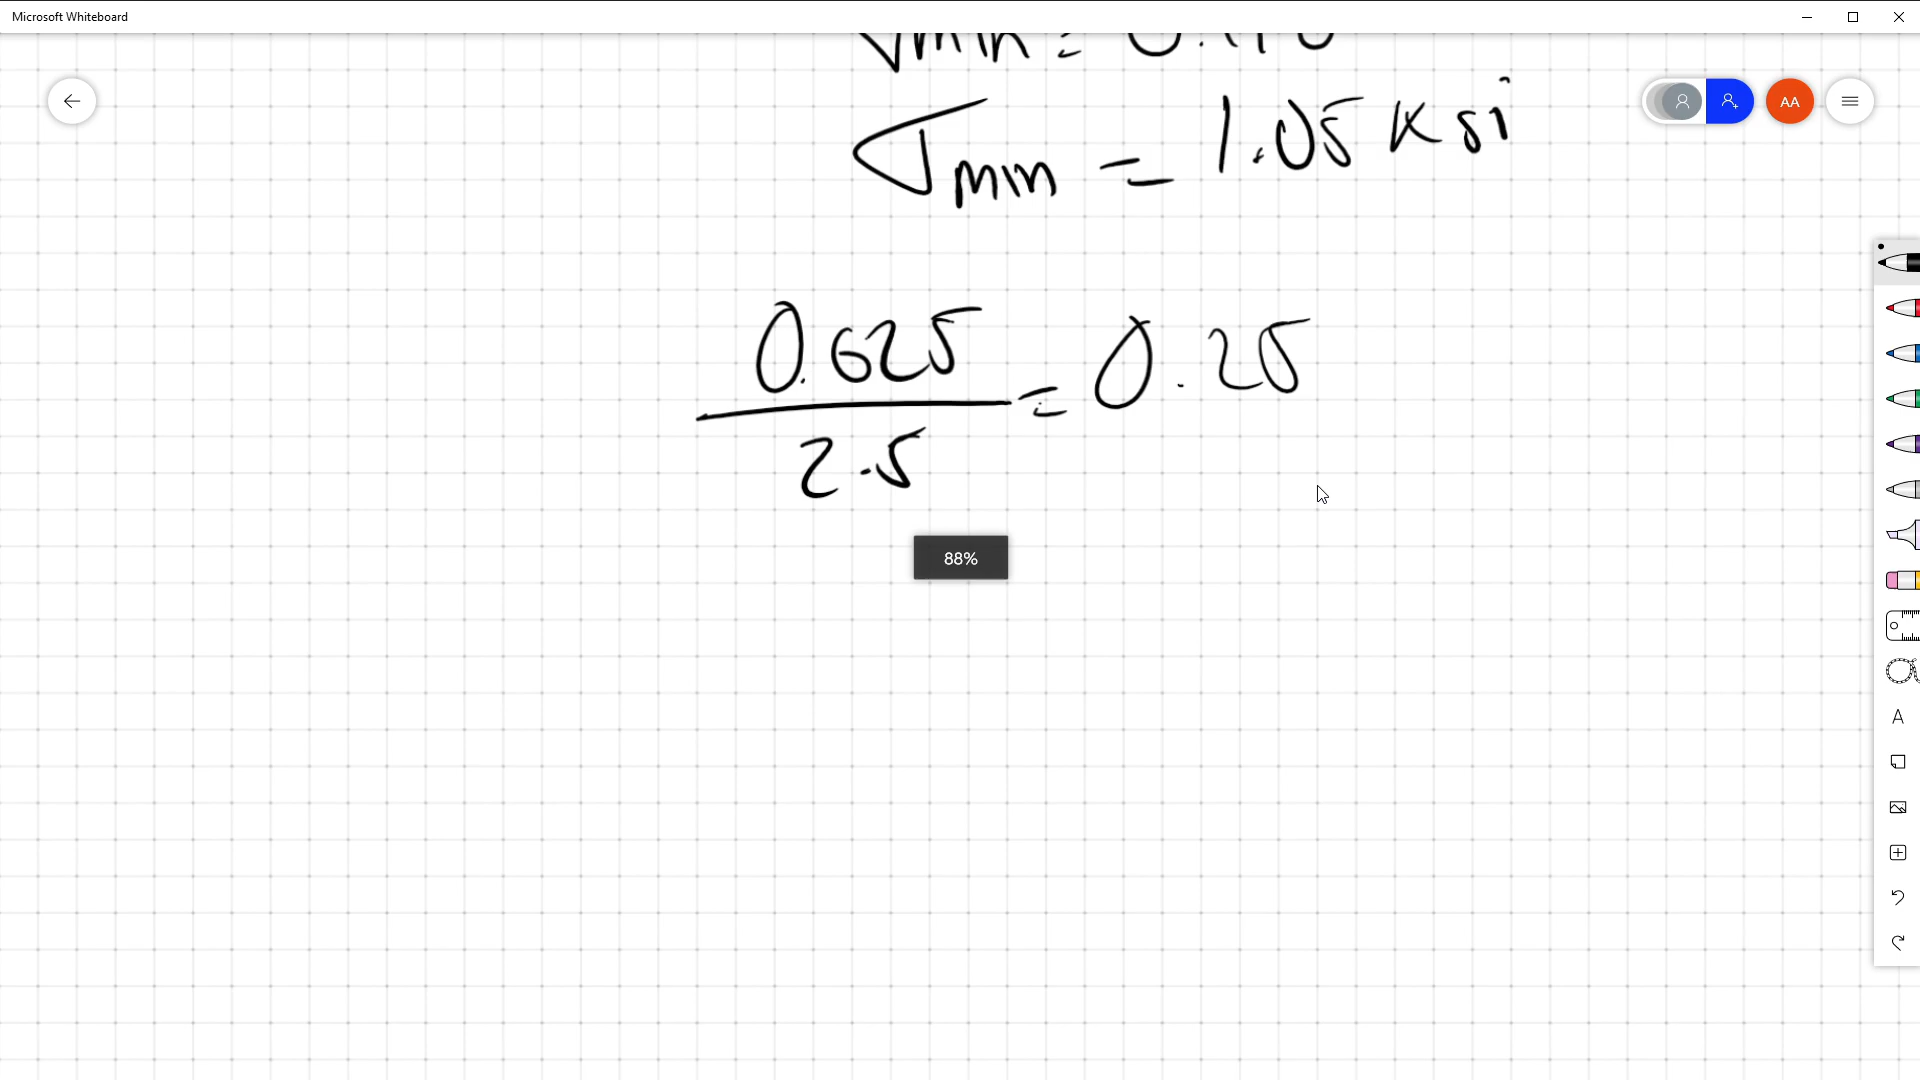 Microsoft Whiteboard
σmin = 1.05 Ksi
AA
0.625
2.5
= 0.25
88%
A